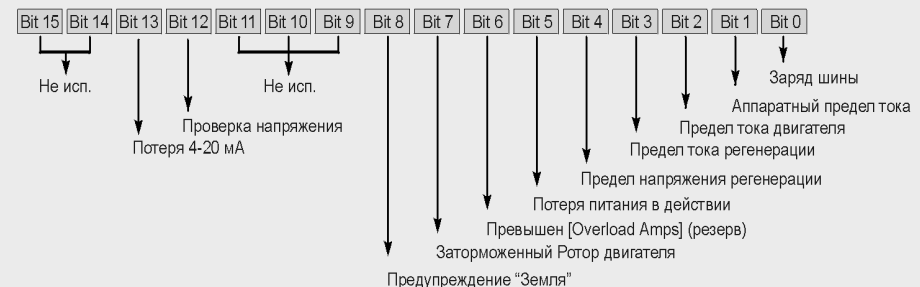 Bit 15 Bit 14 Bit 13 Bit 12 Bit 11 Bit 10 Bit 9 Bit 8 Bit 7 Bit 6 Bit 5 Bit 4 Bit 3 Bit 2 Bit 1 Bit 0
Не исп.
Не исп.
Заряд шины
Аппаратный предел тока
Проверка напряжения
Предел тока двигателя
Потеря 4-20 мА
Предел тока регенерации
Предел напряжения регенерации
Потеря питания в действии
Превышен [Overload Amps] (резерв)
Заторможенный Ротор двигателя
Предупреждение “Земля”